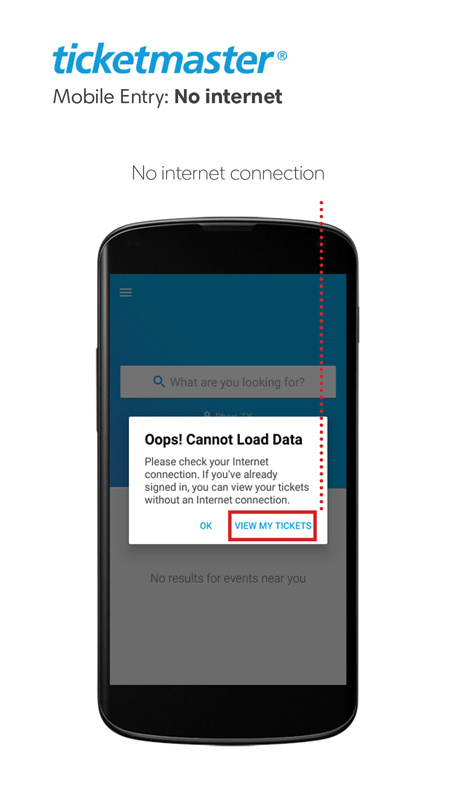 ticketmaster®
Mobile Entry: No internet
No internet connection
What are you looking for?
Oops! Cannot Load Data
Please check your Internet
connection. If you've already
signed in, you can view your tickets
without an Internet connection.
OK VIEW MY TICKETS
No results for events near you